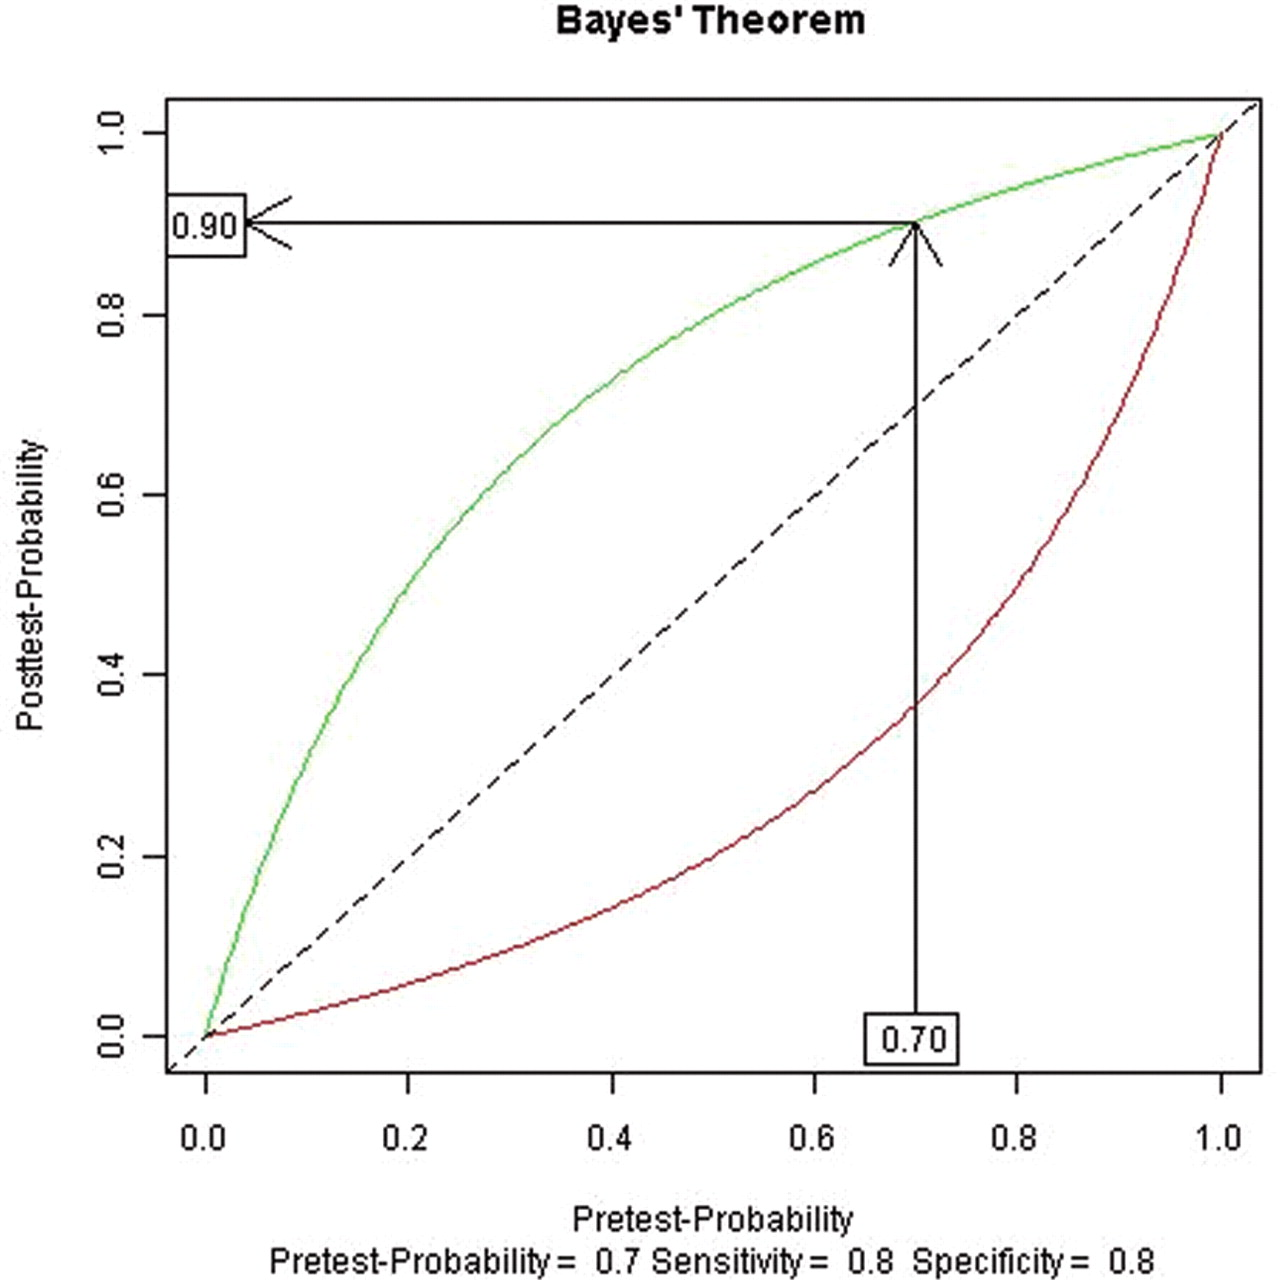 Bayes' Theorem
1.0
0.90
0.8
0.6
0.4
0.2
0.0
Posttest-Probability
0.70
0.0 0.2 0.4 0.6 0.8 1.0
Pretest-Probability
Pretest-Probability = 0.7 Sensitivity = 0.8 Specificity = 0.8